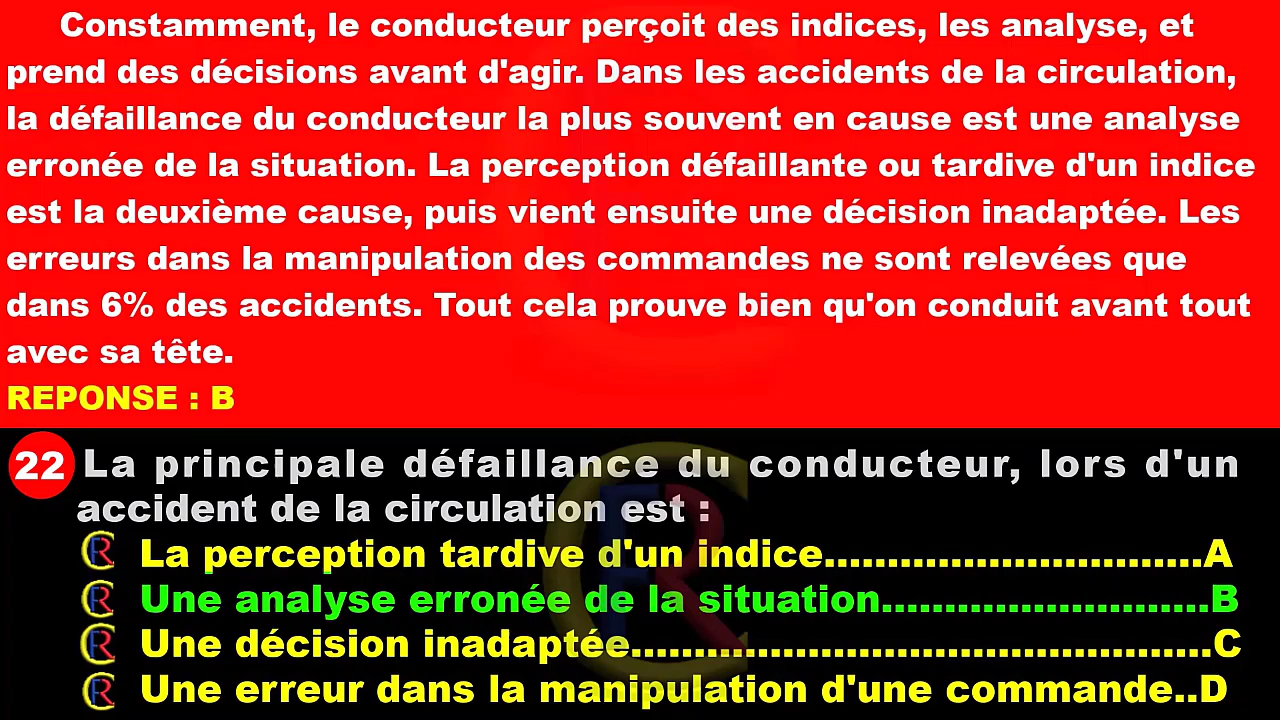 Constamment, le conducteur perçoit des indices, les analyse, et
prend des décisions avant d'agir. Dans les accidents de la circulation,
la défaillance du conducteur la plus souvent en cause est une analyse
erronée de la situation. La perception défaillante ou tardive d'un indice
est la deuxième cause, puis vient ensuite une décision inadaptée. Les
erreurs dans la manipulation des commandes ne sont relevées que
dans 6% des accidents. Tout cela prouve bien qu'on conduit avant tout
avec sa tête.
REPONSE : B
22 La principale défaillance du conducteur, lors d'un
accident de la circulation est :
La perception tardive d'un indice..............................A
Une analyse erronée de la situation..........................B
Une décision inadaptée..............................................C
Une erreur dans la manipulation d'une commande..D